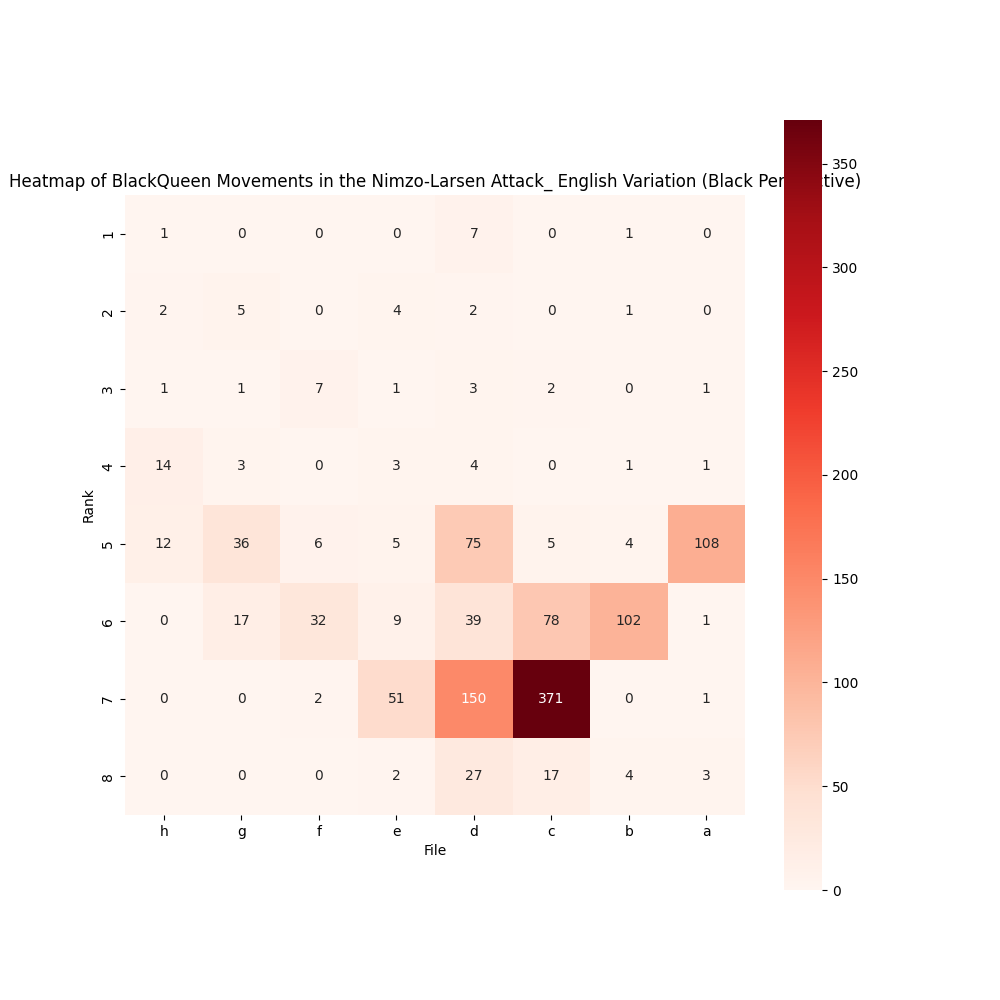 Heatmap of BlackQueen Movements in the Nimzo-Larsen Attack_ English Variation (Black Per tive)
1 1 0 0 0 7 0 1 0
2 2 5 0 4 2 0 1 0
3 1 1 7 1 3 2 0 1
4 14 3 0 3 4 0 1 1
Rank
5 12 36 6 5 75 5 4 108
6 0 17 32 9 39 78 102 1
7 0 0 2 51 150 371 0 1
8 0 0 0 2 27 17 4 3
h g f e d c b a
File
350
300
250
200
150
100
50
0